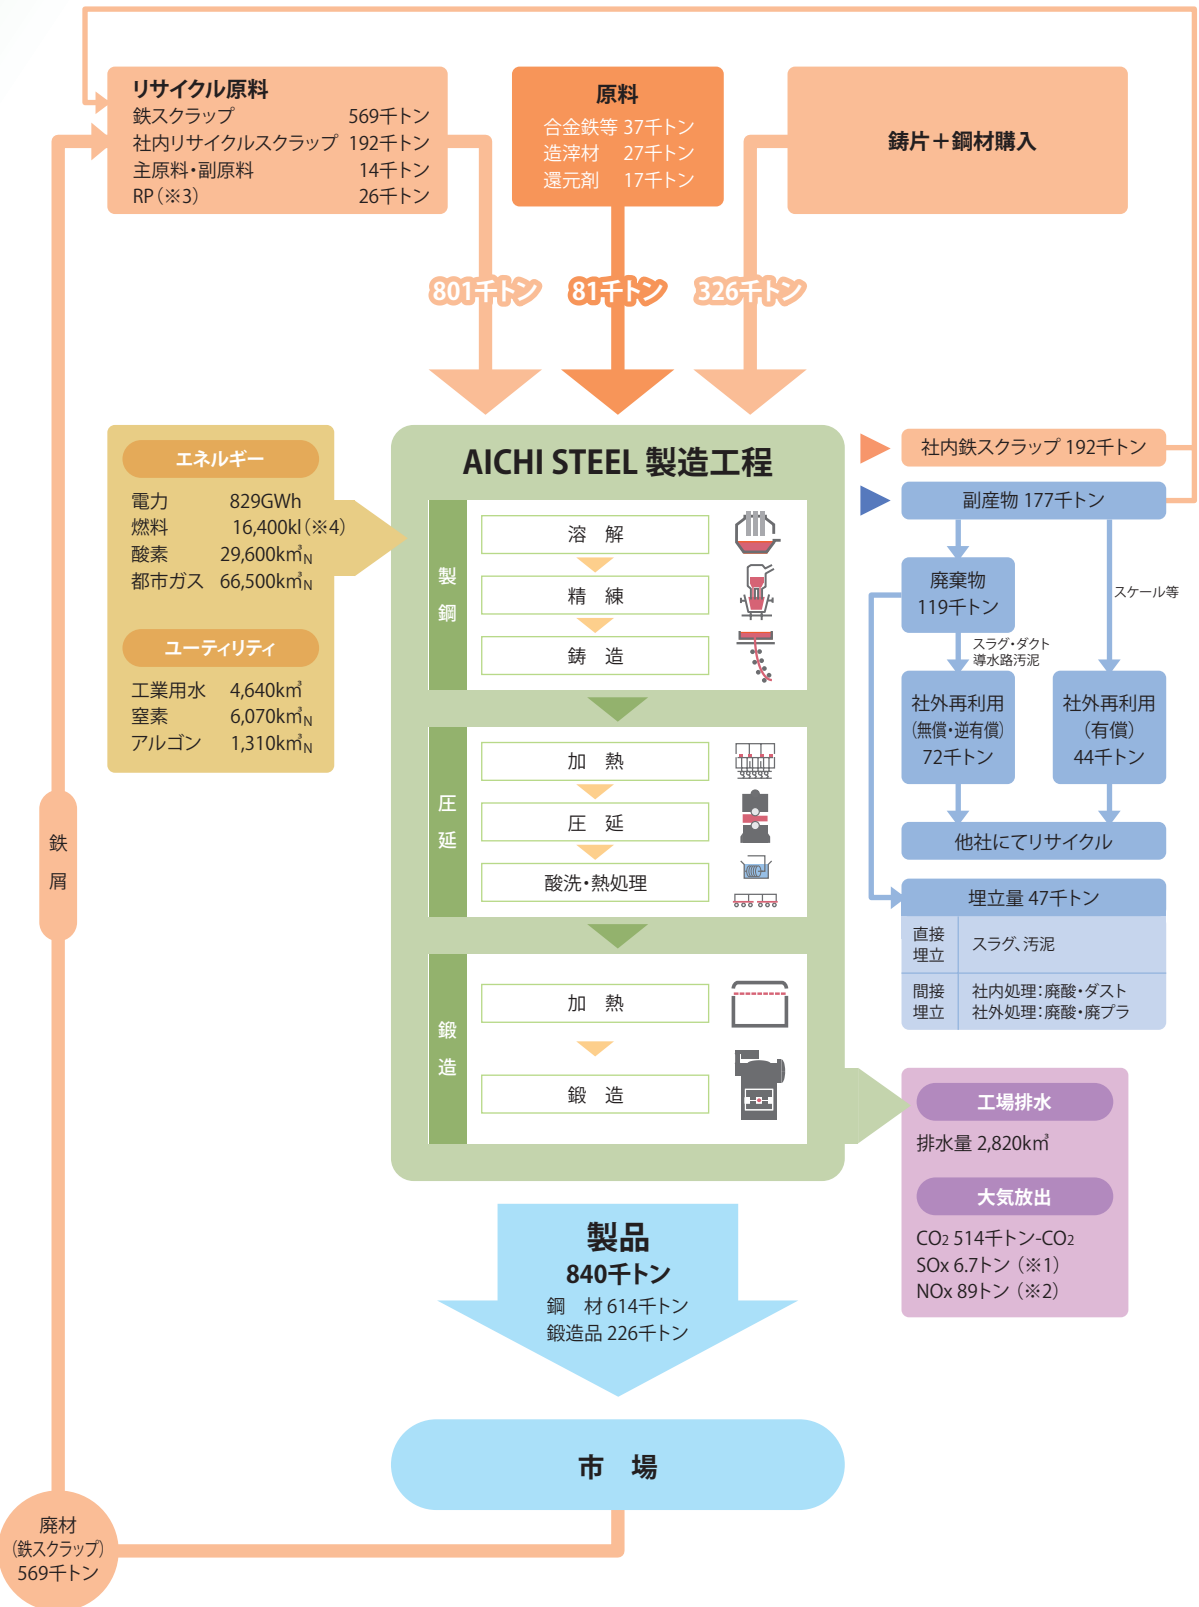 リサイクル原料
鉄スクラップ 569千トン
社内リサイクルスクラップ 192千トン
主原料・副原料 14千トン
RP（※3） 26千トン
原料
合金鉄等 37千トン
造滓材 27千トン
還元剤 17千トン
鋳片＋鋼材購入
801千トン
81千トン
326千トン
エネルギー
電力 829GWh
燃料 16,400kl（※4）
酸素 29,600k㎥N
都市ガス 66,500k㎥N
ユーティリティ
工業用水 4,640k㎥
窒素 6,070k㎥N
アルゴン 1,310k㎥N
AICHI STEEL 製造工程
製鋼
溶 解
精 練
鋳 造
圧延
加 熱
圧 延
酸洗・熱処理
鍛造
加 熱
鍛 造
社内鉄スクラップ 192千トン
副産物 177千トン
廃棄物
119千トン
スケール等
スラグ・ダクト
導水路汚泥
社外再利用
（無償・逆有償）
72千トン
社外再利用
（有償）
44千トン
他社にてリサイクル
埋立量 47千トン
直接
埋立
スラグ、汚泥
間接
埋立
社内処理：廃酸・ダスト
社外処理：廃酸・廃プラ
工場排水
排水量 2,820k㎥
大気放出
CO2 514千トン-CO2
SOx 6.7トン（※1）
NOx 89トン（※2）
製品
840千トン
鋼 材 614千トン
鍛造品 226千トン
市 場
鉄屑
廃材
（鉄スクラップ）
569千トン